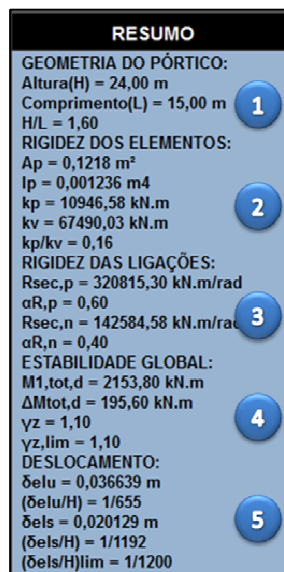 RESUMO
GEOMETRIA DO PÓRTICO:
Altura(H) = 24,00 m
Comprimento(L) = 15,00 m
H/L = 1,60
1
RIGIDEZ DOS ELEMENTOS:
Ap = 0,1218 m²
Ip = 0,001236 m4
kp = 10946,58 kN.m
kv = 67490,03 kN.m
kp/kv = 0,16
2
RIGIDEZ DAS LIGAÇÕES:
Rsec,p = 320815,30 kN.m/rad
αR,p = 0,60
Rsec,n = 142584,58 kN.m/rad
αR,n = 0,40
3
ESTABILIDADE GLOBAL:
M1,tot,d = 2153,80 kN.m
ΔMtot,d = 195,60 kN.m
γz = 1,10
γz,lim = 1,10
4
DESLOCAMENTO:
δelu = 0,036639 m
(δelu/H) = 1/655
δels = 0,020129 m
(δels/H) = 1/1192
(δels/H)lim = 1/1200
5